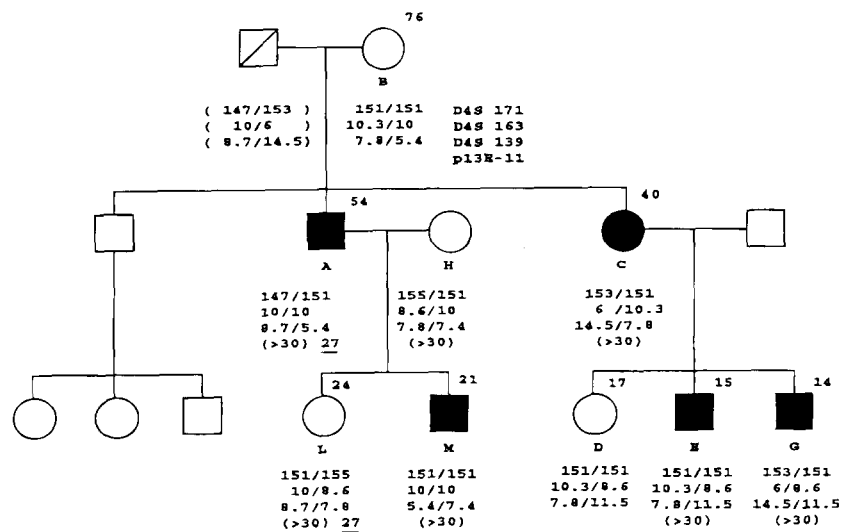 76
B
( 147/153 ) 151/151 D4S 171
( 10/6 ) 10.3/10 D4S 163
( 8.7/14.5) 7.8/5.4 D4S 139
p13E-11
54 40
A H C
147/151 155/151 153/151
10/10 8.6/10 6 /10.3
8.7/5.4 7.8/7.4 14.5/7.8
(>30) 27 (>30) (>30)
24 21 17 15 14
L M D E G
151/155 151/151 151/151 151/151 153/151
10/8.6 10/10 10.3/8.6 10.3/8.6 6/8.6
8.7/7.8 5.4/7.4 7.8/11.5 7.8/11.5 14.5/11.5
(>30) 27 (>30) (>30) (>30)